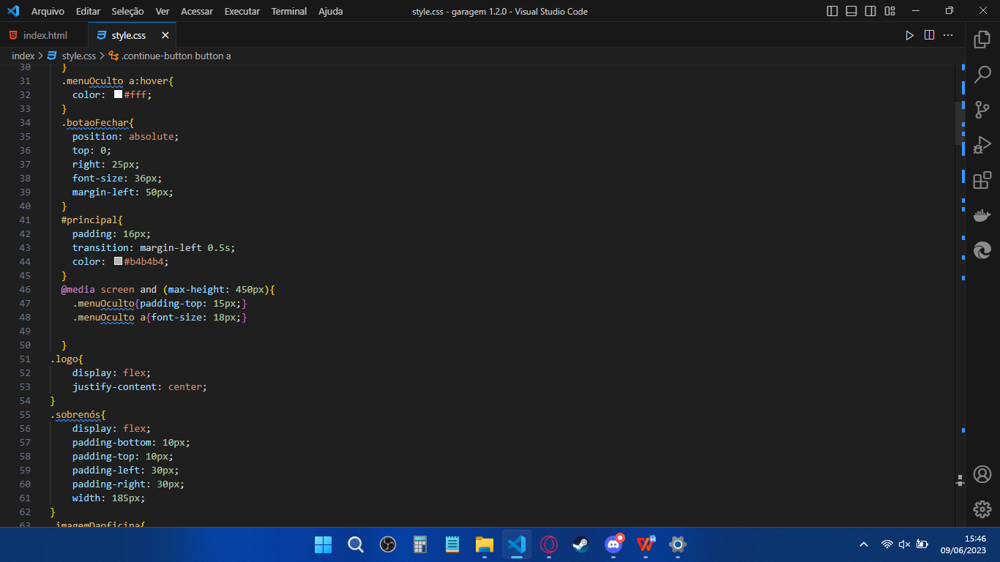 Arquivo Editar Seleção Ver Acessar Executar Terminal Ajuda style.css - garagem 1.2.0 - Visual Studio Code
index.html style.css
index > style.css > .continue-button button a
30 }
31 .menuOculto a:hover{
32 color: #fff;
33 }
34 .botaoFechar{
35 position: absolute;
36 top: 0;
37 right: 25px;
38 font-size: 36px;
39 margin-left: 50px;
40 }
41 #principal{
42 padding: 16px;
43 transition: margin-left 0.5s;
44 color: #b4b4b4;
45 }
46 @media screen and (max-height: 450px){
47 .menuOculto{padding-top: 15px;}
48 .menuOculto a{font-size: 18px;}
49
50 }
51 .logo{
52 display: flex;
53 justify-content: center;
54 }
55 .sobrenós{
56 display: flex;
57 padding-bottom: 10px;
58 padding-top: 10px;
59 padding-left: 30px;
60 padding-right: 30px;
61 width: 185px;
62 }
63 .imagemDaoficina{
15:46
09/06/2023